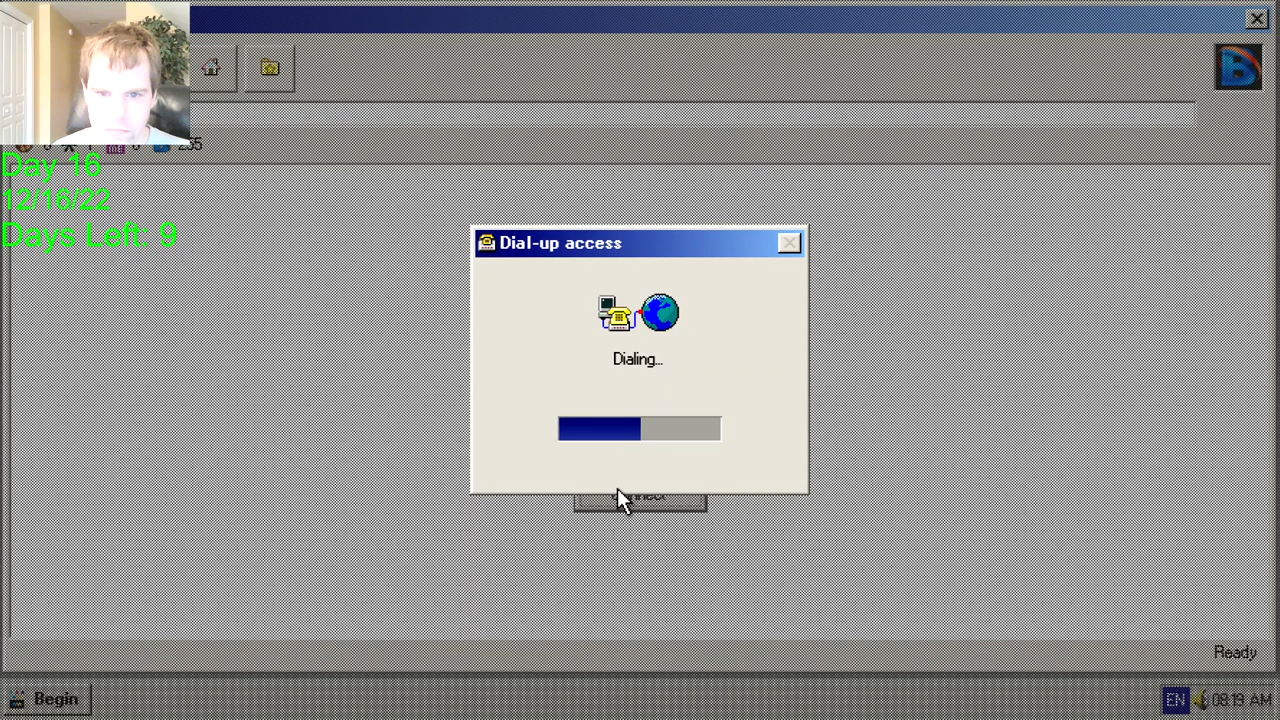 Day 16
12/16/22
Days Left: 9
Dial-up access
Dialing...
Ready
Begin
EN
08:19 AM